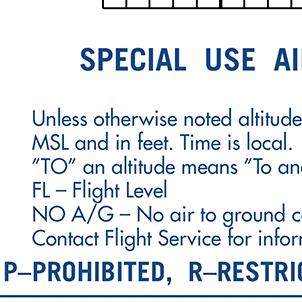 SPECIAL USE AI
Unless otherwise noted altitude
MSL and in feet. Time is local.
"TO" an altitude means "To an
FL – Flight Level
NO A/G – No air to ground c
Contact Flight Service for infor
P–PROHIBITED, R–RESTRIC